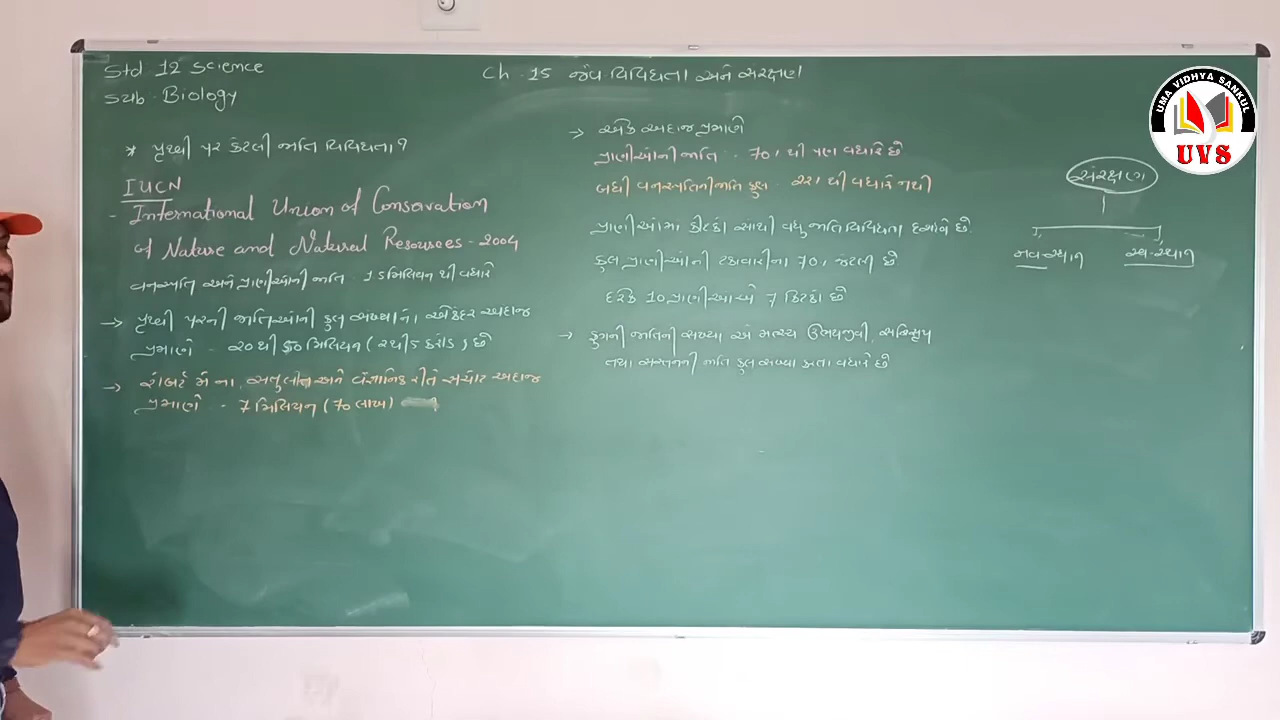 Std 12 Science
Sub - Biology
Ch - 15 જૈવ વિવિધતા અને સંરક્ષણ
* પૃથ્વી પર કેટલી જાતિ વિવિધતા ?
IUCN
- International Union of Conservation
of Nature and Natural Resources - 2004
વનસ્પતિ અને પ્રાણીઓની જાતિ - 1.5 મિલિયન થી વધારે
→ પૃથ્વી પરની જાતિઓની કુલ સંખ્યાના એકંદર અંદાજ
પ્રમાણે - 20 થી 50 મિલિયન ( 2 થી 5 કરોડ ) છે
→ રોબર્ટ મે ના, સંતુલીત અને વૈજ્ઞાનિક રીતે સચોટ અંદાજ
પ્રમાણે - 7 મિલિયન ( 70 લાખ )
→ એક અંદાજ પ્રમાણે
પ્રાણીઓની જાતિ - 70% થી પણ વધારે છે
બધી વનસ્પતિની જાતિ કુલ - 22% થી વધારે નથી
પ્રાણીઓમાં કીટકો સૌથી વધુ જાતિ વિવિધતા દર્શાવે છે.
કુલ પ્રાણીઓની ટકાવારીના 70% જેટલી છે
દરેક 10 પ્રાણીઓએ 7 કિટકો છે
→ ફુગની જાતિની સંખ્યા એ મત્સ્ય ઉભયજીવી, સરિસૃપ
તથા સસ્તનની જાતિ કુલ સંખ્યા કરતા વધારે છે
સંરક્ષણ
નવ-સ્થાન
સ્વ-સ્થાન
UMA VIDHYA SANKUL
UVS